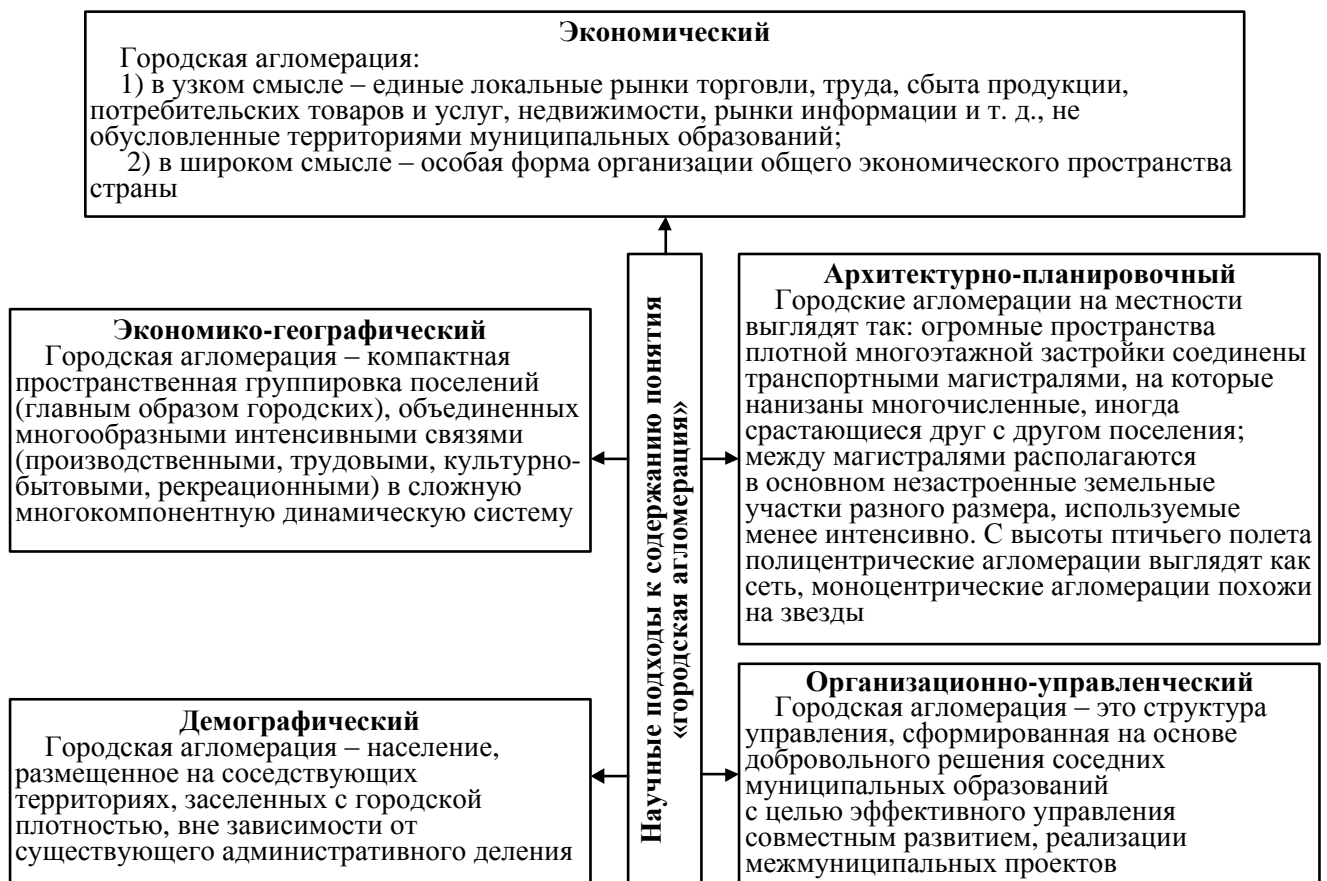 Экономический
Городская агломерация:
1) в узком смысле – единые локальные рынки торговли, труда, сбыта продукции,
потребительских товаров и услуг, недвижимости, рынки информации и т. д., не
обусловленные территориями муниципальных образований;
2) в широком смысле – особая форма организации общего экономического пространства
страны
Экономико-географический
Городская агломерация – компактная
пространственная группировка поселений
(главным образом городских), объединенных
многообразными интенсивными связями
(производственными, трудовыми, культурно-
бытовыми, рекреационными) в сложную
многокомпонентную динамическую систему
Демографический
Городская агломерация – население,
размещенное на соседствующих
территориях, заселенных с городской
плотностью, вне зависимости от
существующего административного деления
Научные подходы к содержанию понятия
«городская агломерация»
Архитектурно-планировочный
Городские агломерации на местности
выглядят так: огромные пространства
плотной многоэтажной застройки соединены
транспортными магистралями, на которые
нанизаны многочисленные, иногда
срастающиеся друг с другом поселения;
между магистралями располагаются
в основном незастроенные земельные
участки разного размера, используемые
менее интенсивно. С высоты птичьего полета
полицентрические агломерации выглядят как
сеть, моноцентрические агломерации похожи
на звезды
Организационно-управленческий
Городская агломерация – это структура
управления, сформированная на основе
добровольного решения соседних
муниципальных образований
с целью эффективного управления
совместным развитием, реализации
межмуниципальных проектов